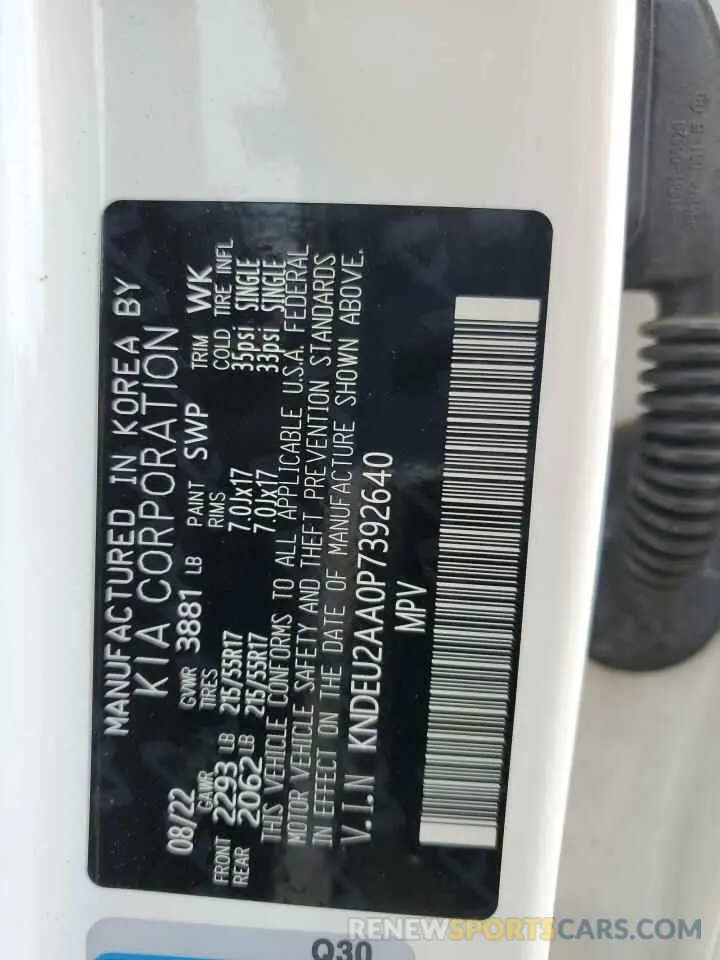 MANUFACTURED IN KOREA BY
KIA CORPORATION
08/22 GVWR 3881 LB PAINT SWP TRIM WK
GAWR TIRES RIMS COLD TIRE INFL
FRONT 2293 LB 215/55R17 7.0Jx17 35psi SINGLE
REAR 2062 LB 215/55R17 7.0Jx17 33psi SINGLE
THIS VEHICLE CONFORMS TO ALL APPLICABLE U.S.A. FEDERAL
MOTOR VEHICLE SAFETY AND THEFT PREVENTION STANDARDS
IN EFFECT ON THE DATE OF MANUFACTURE SHOWN ABOVE.
V.I.N KNDEU2AA0P7392640
MPV
Q30
RENEWSPORTSCARS.COM